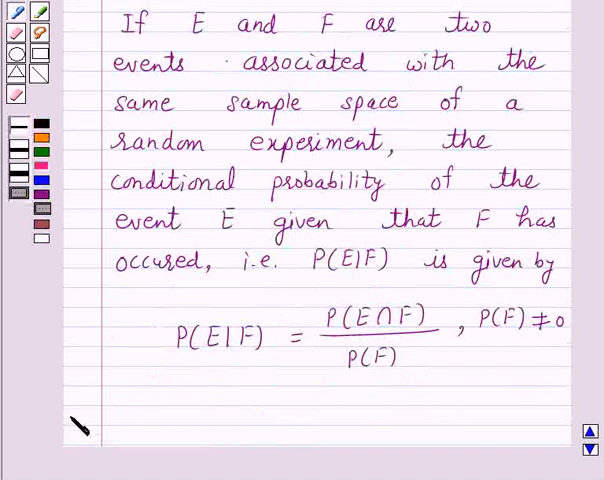 If E and F are two
events associated with the
same sample space of a
random experiment, the
conditional probability of the
event E given that F has
occured, i.e. P(E|F) is given by
P(E|F) = P(E∩F) / P(F) , P(F) ≠ 0